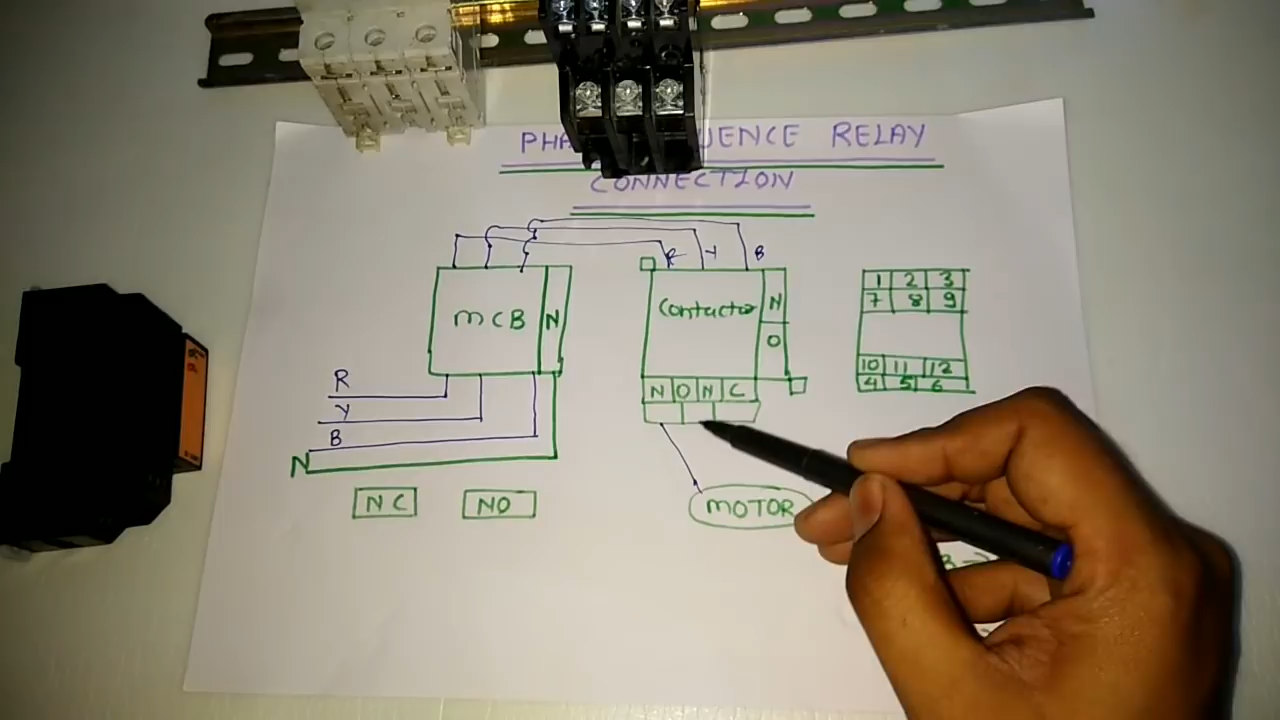 RELAY
CONNECTION
R Y B
MCB N
Contactor N
O
1 2 3
7 8 9
10 11 12
4 5 6
R
Y
B
N
N O N C
NC NO
MOTOR